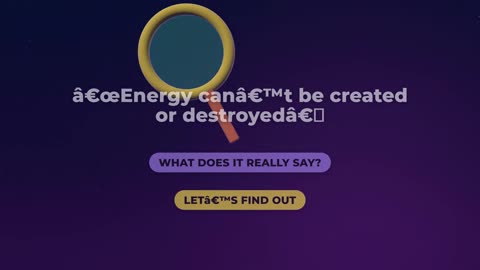 â€œEnergy canâ€™t be created
or destroyedâ€
WHAT DOES IT REALLY SAY?
LETâ€™S FIND OUT